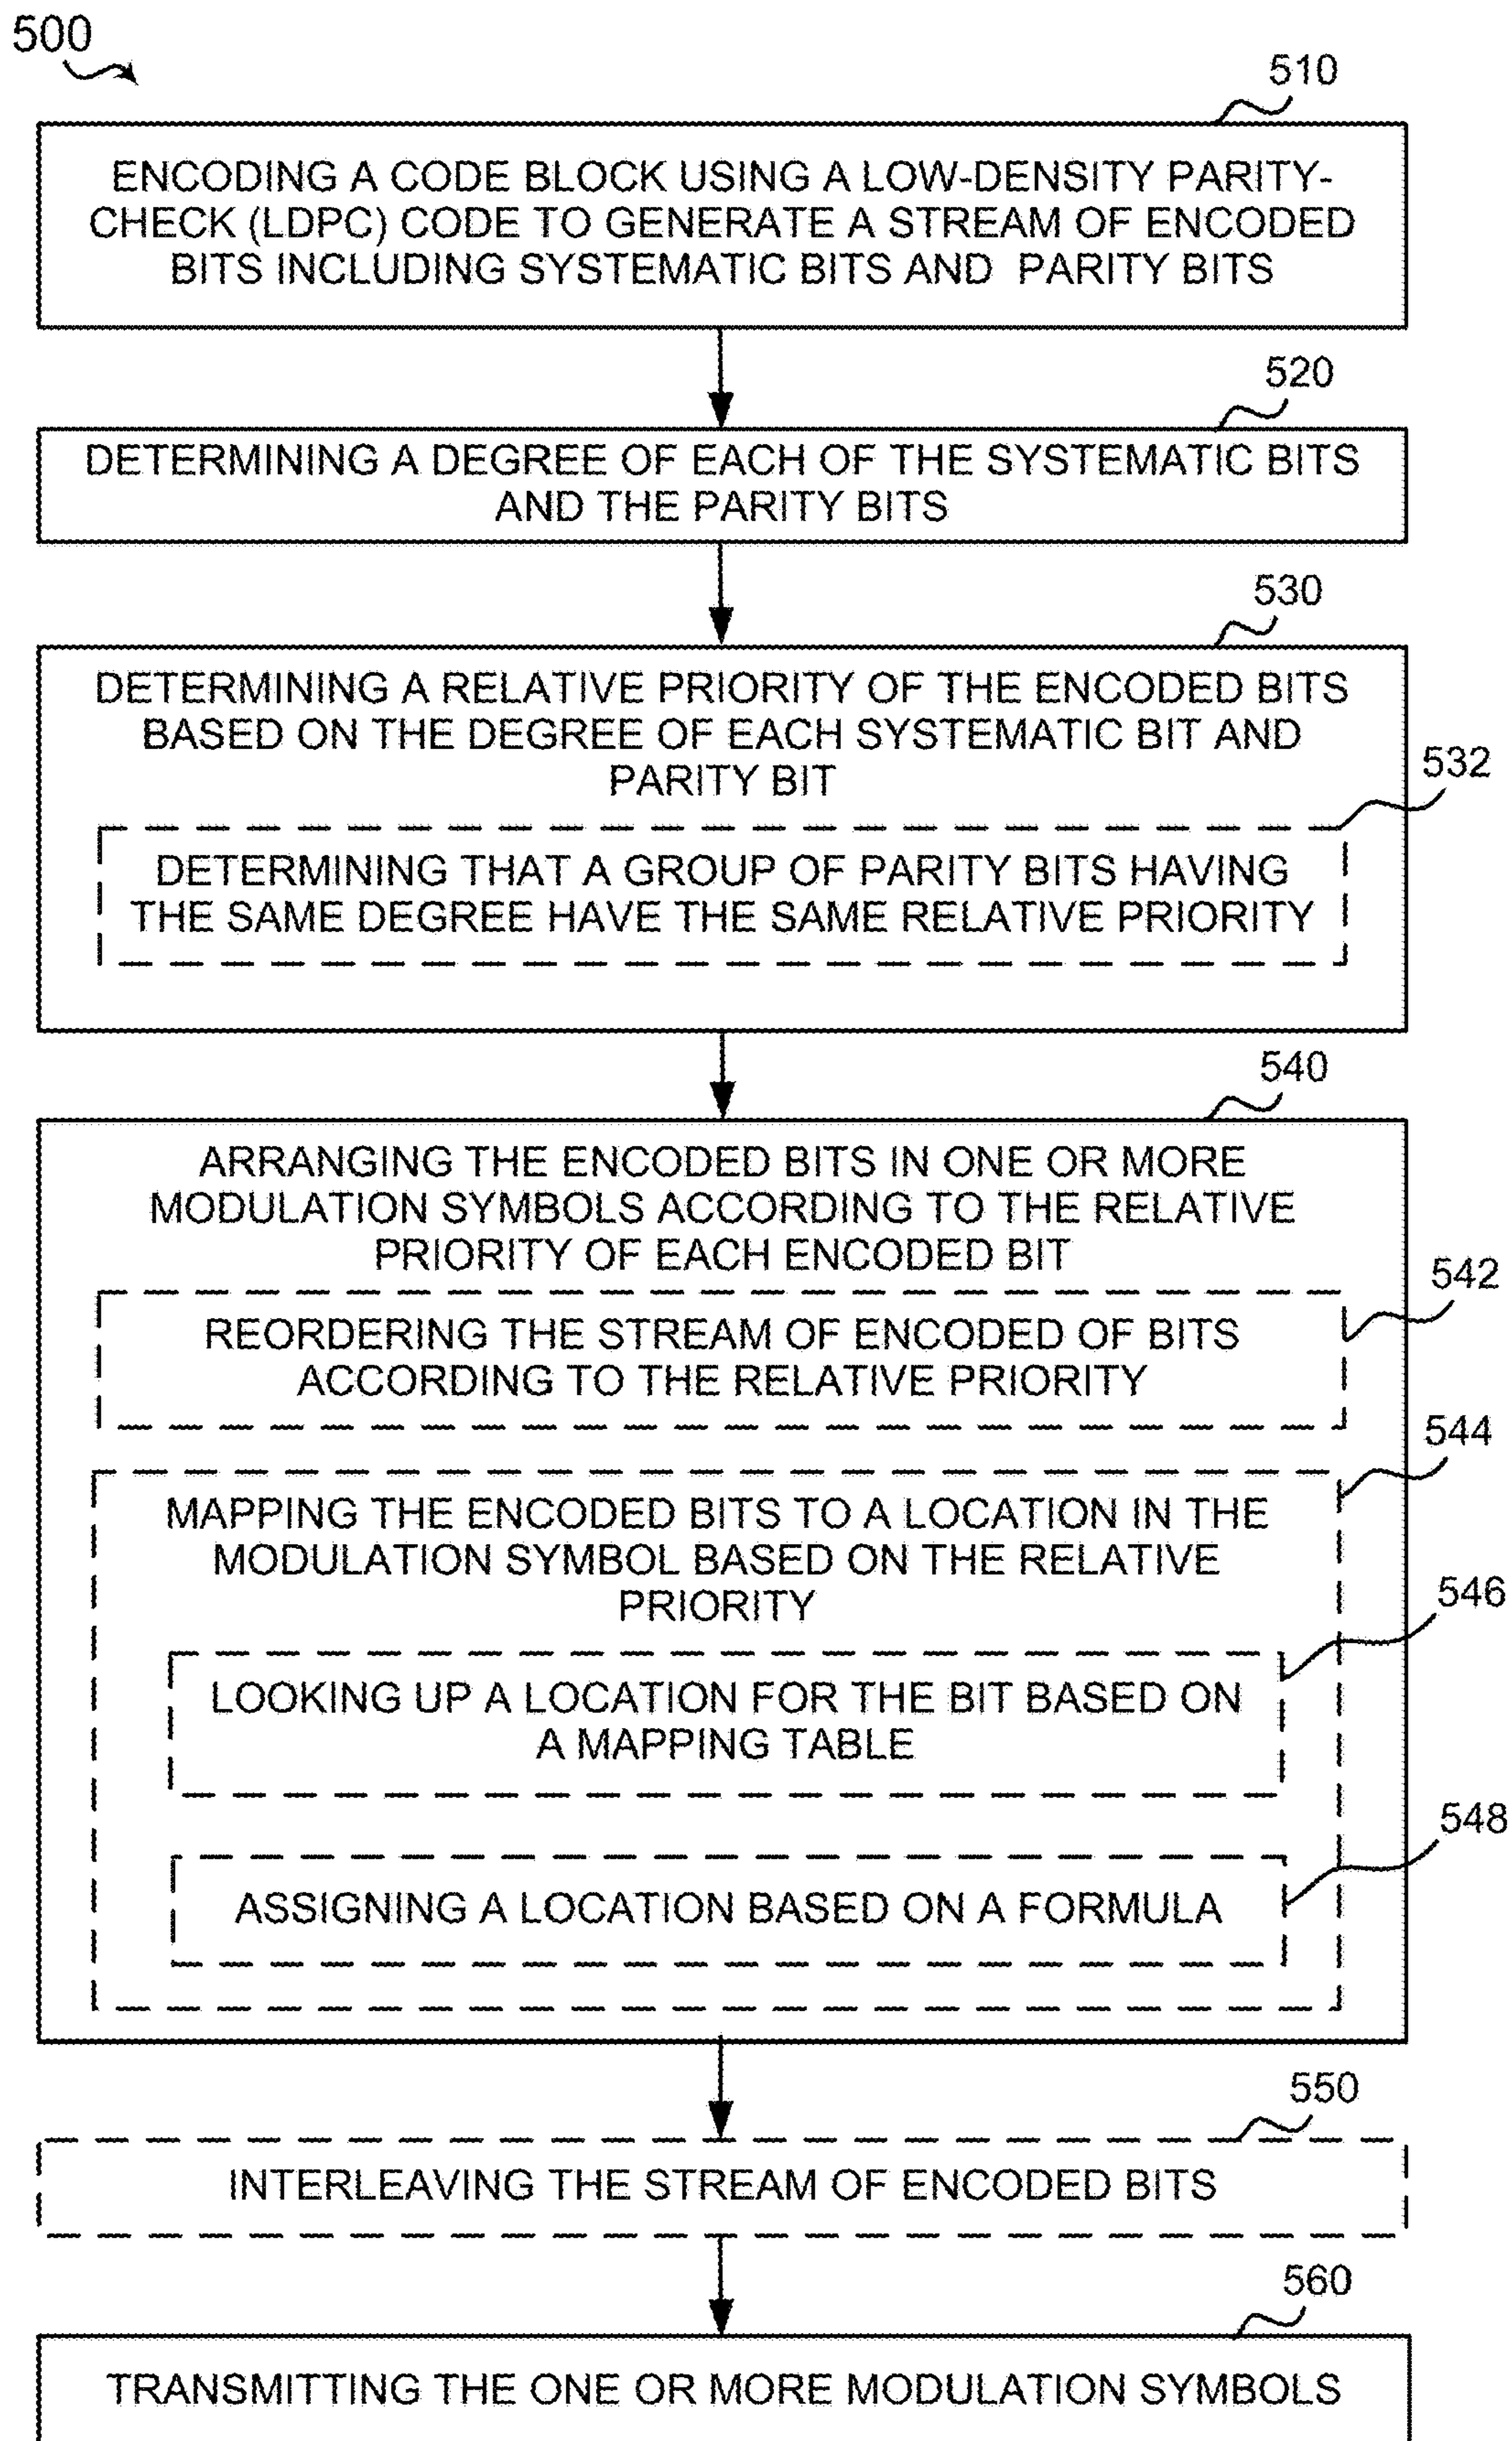 500
510
ENCODING A CODE BLOCK USING A LOW-DENSITY PARITY-
CHECK (LDPC) CODE TO GENERATE A STREAM OF ENCODED
BITS INCLUDING SYSTEMATIC BITS AND PARITY BITS
520
DETERMINING A DEGREE OF EACH OF THE SYSTEMATIC BITS
AND THE PARITY BITS
530
DETERMINING A RELATIVE PRIORITY OF THE ENCODED BITS
BASED ON THE DEGREE OF EACH SYSTEMATIC BIT AND
PARITY BIT
532
DETERMINING THAT A GROUP OF PARITY BITS HAVING
THE SAME DEGREE HAVE THE SAME RELATIVE PRIORITY
540
ARRANGING THE ENCODED BITS IN ONE OR MORE
MODULATION SYMBOLS ACCORDING TO THE RELATIVE
PRIORITY OF EACH ENCODED BIT
542
REORDERING THE STREAM OF ENCODED OF BITS
ACCORDING TO THE RELATIVE PRIORITY
544
MAPPING THE ENCODED BITS TO A LOCATION IN THE
MODULATION SYMBOL BASED ON THE RELATIVE
PRIORITY
546
LOOKING UP A LOCATION FOR THE BIT BASED ON
A MAPPING TABLE
548
ASSIGNING A LOCATION BASED ON A FORMULA
550
INTERLEAVING THE STREAM OF ENCODED BITS
560
TRANSMITTING THE ONE OR MORE MODULATION SYMBOLS